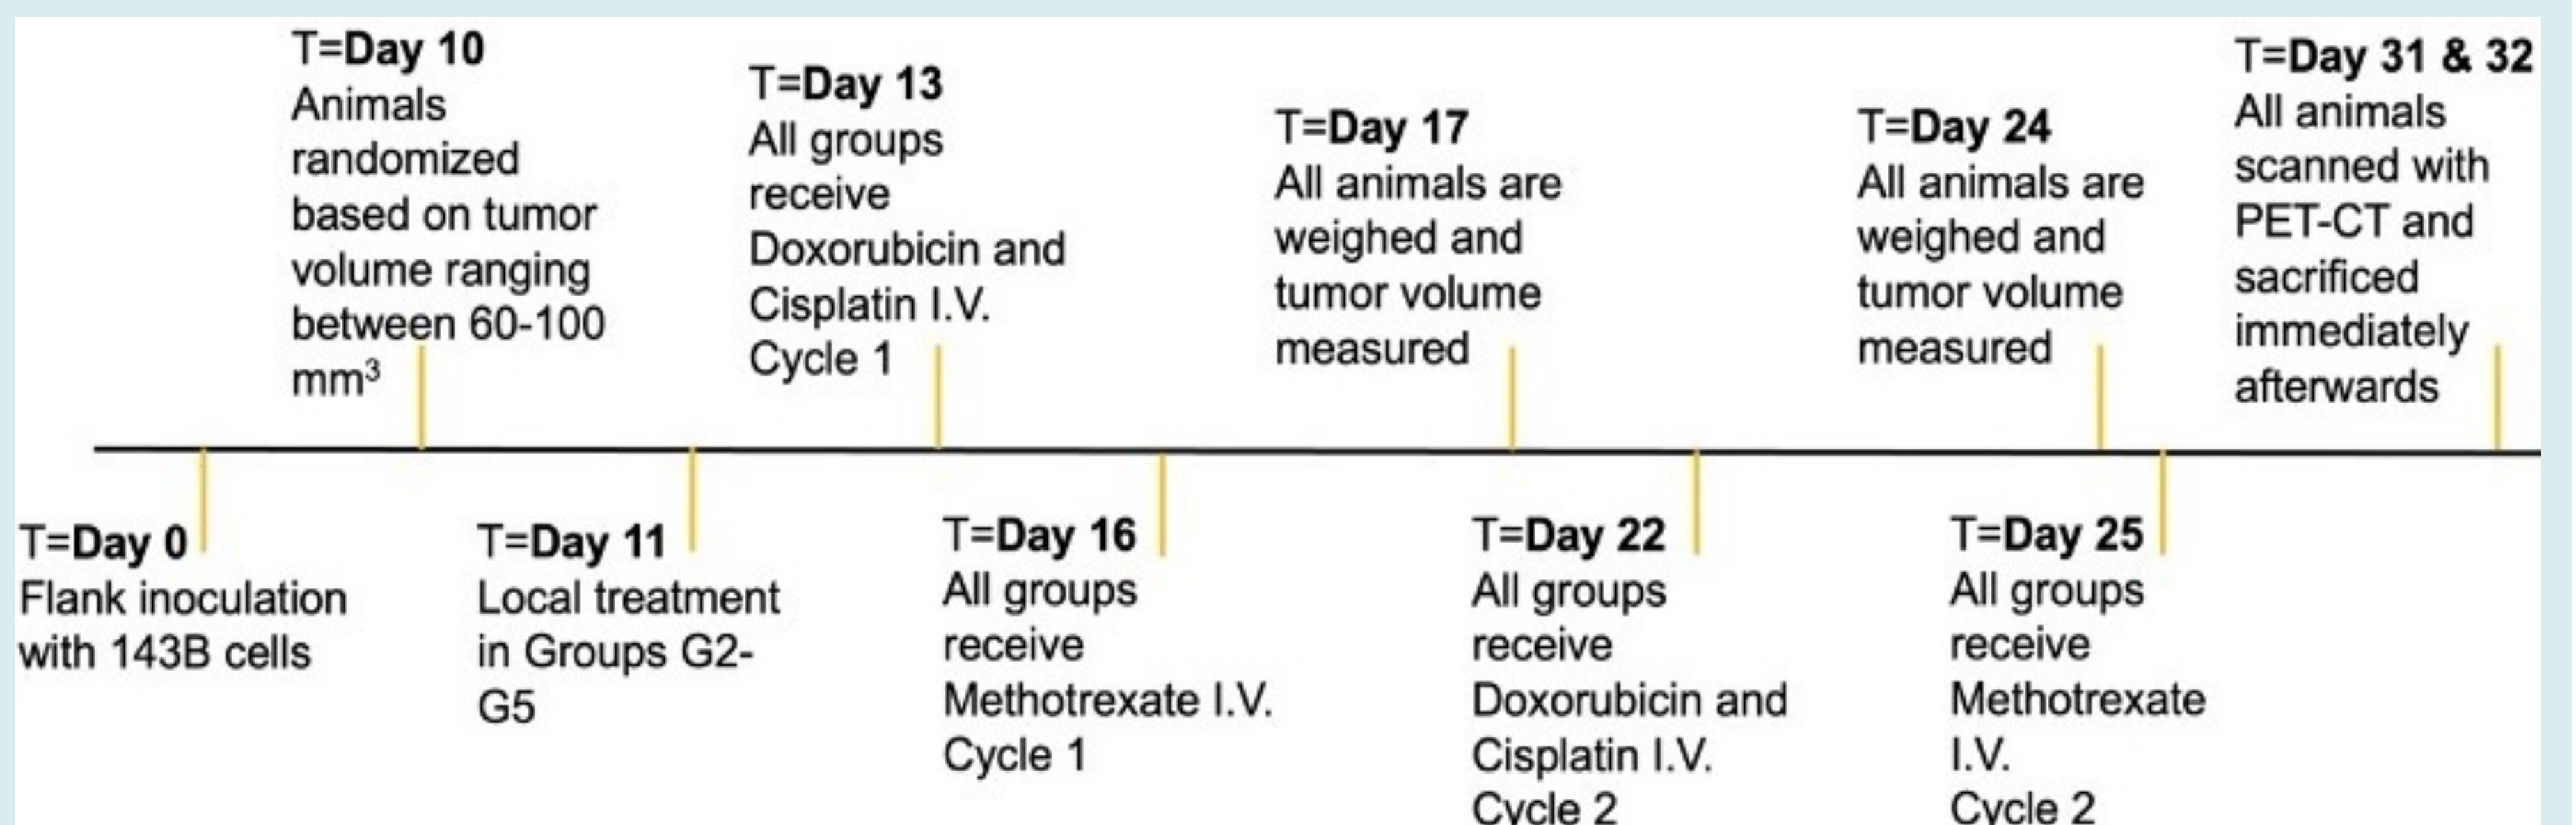 T=Day 10
Animals
randomized
based on tumor
volume ranging
between 60-100
mm³
T=Day 13
All groups
receive
Doxorubicin and
Cisplatin I.V.
Cycle 1
T=Day 17
All animals are
weighed and
tumor volume
measured
T=Day 24
All animals are
weighed and
tumor volume
measured
T=Day 31 & 32
All animals
scanned with
PET-CT and
sacrificed
immediately
afterwards
T=Day 0
Flank inoculation
with 143B cells
T=Day 11
Local treatment
in Groups G2-
G5
T=Day 16
All groups
receive
Methotrexate I.V.
Cycle 1
T=Day 22
All groups
receive
Doxorubicin and
Cisplatin I.V.
Cycle 2
T=Day 25
All groups
receive
Methotrexate
I.V.
Cycle 2